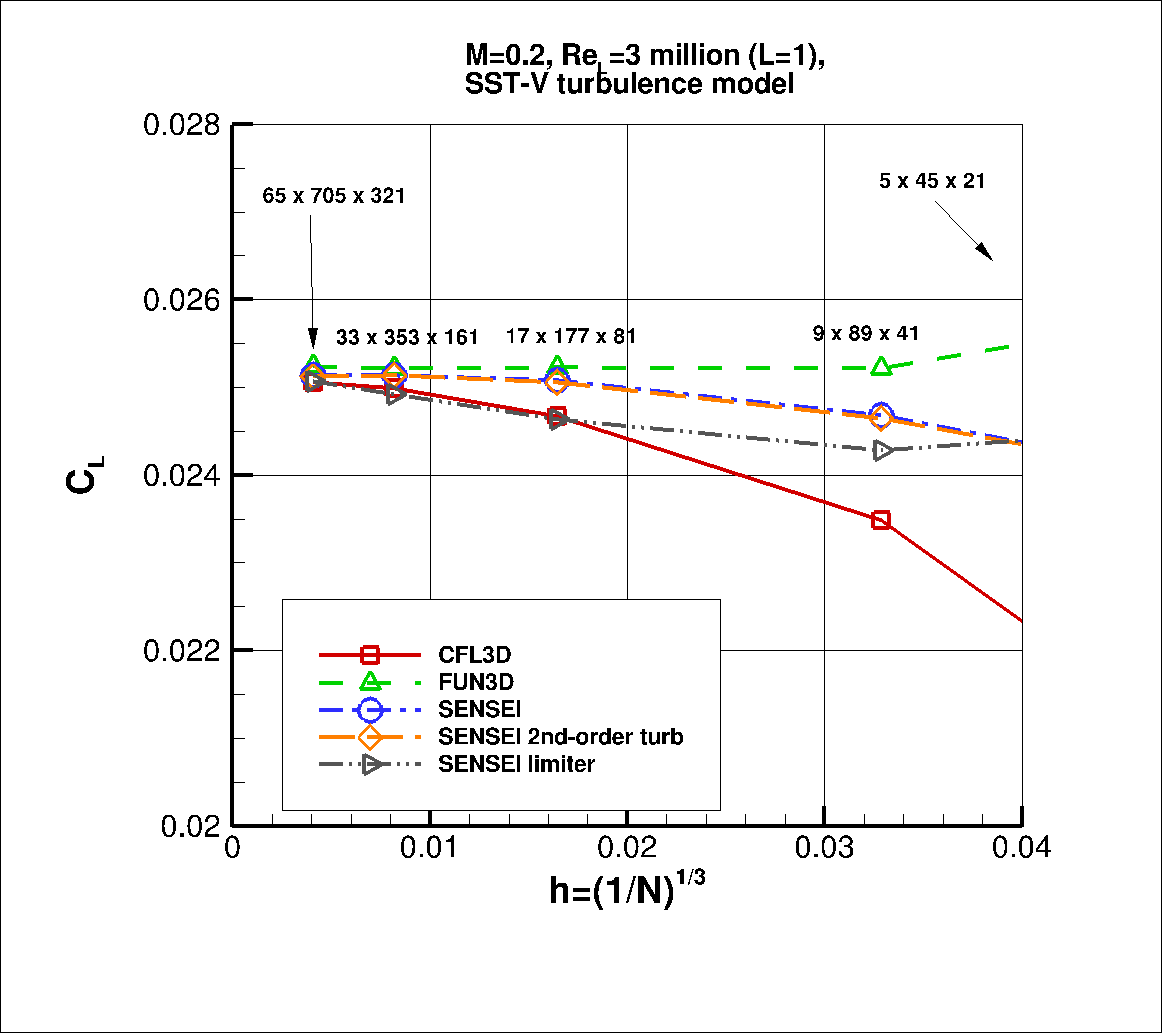 M=0.2, Re_L=3 million (L=1),
SST-V turbulence model
0.028
5 x 45 x 21
65 x 705 x 321
0.026
33 x 353 x 161
17 x 177 x 81
9 x 89 x 41
C_L
0.024
0.022
CFL3D
FUN3D
SENSEI
SENSEI 2nd-order turb
SENSEI limiter
0.02
0
0.01
0.02
0.03
0.04
h=(1/N)^1/3